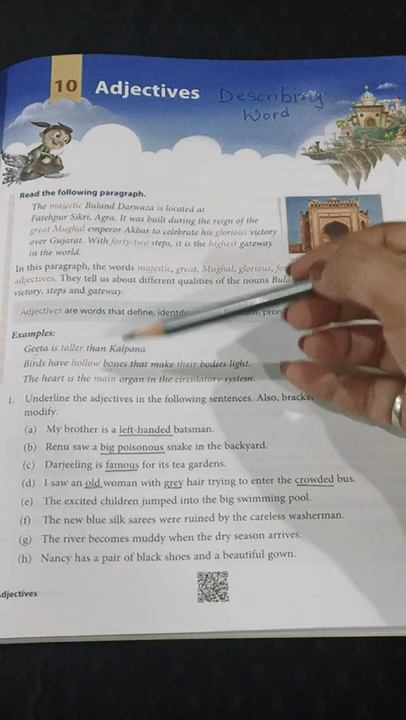 10 Adjectives Describing
Word
Read the following paragraph.
The majestic Buland Darwaza is located at
Fatehpur Sikri, Agra. It was built during the reign of the
great Mughal emperor Akbar to celebrate his glorious victory
over Gujarat. With forty-two steps, it is the highest gateway
in the world.
In this paragraph, the words majestic, great, Mughal, glorious,
adjectives. They tell us about different qualities of the nouns
victory, steps and gateway.
Adjectives are words that define, identify
Examples:
Geeta is taller than Kalpana.
Birds have hollow bones that make their bodies light.
The heart is the main organ in the circulatory system.
1. Underline the adjectives in the following sentences. Also,
modify.
(a) My brother is a left-handed batsman.
(b) Renu saw a big poisonous snake in the backyard.
(c) Darjeeling is famous for its tea gardens.
(d) I saw an old woman with grey hair trying to enter the crowded bus.
(e) The excited children jumped into the big swimming pool.
(f) The new blue silk sarees were ruined by the careless washerman.
(g) The river becomes muddy when the dry season arrives.
(h) Nancy has a pair of black shoes and a beautiful gown.
djectives